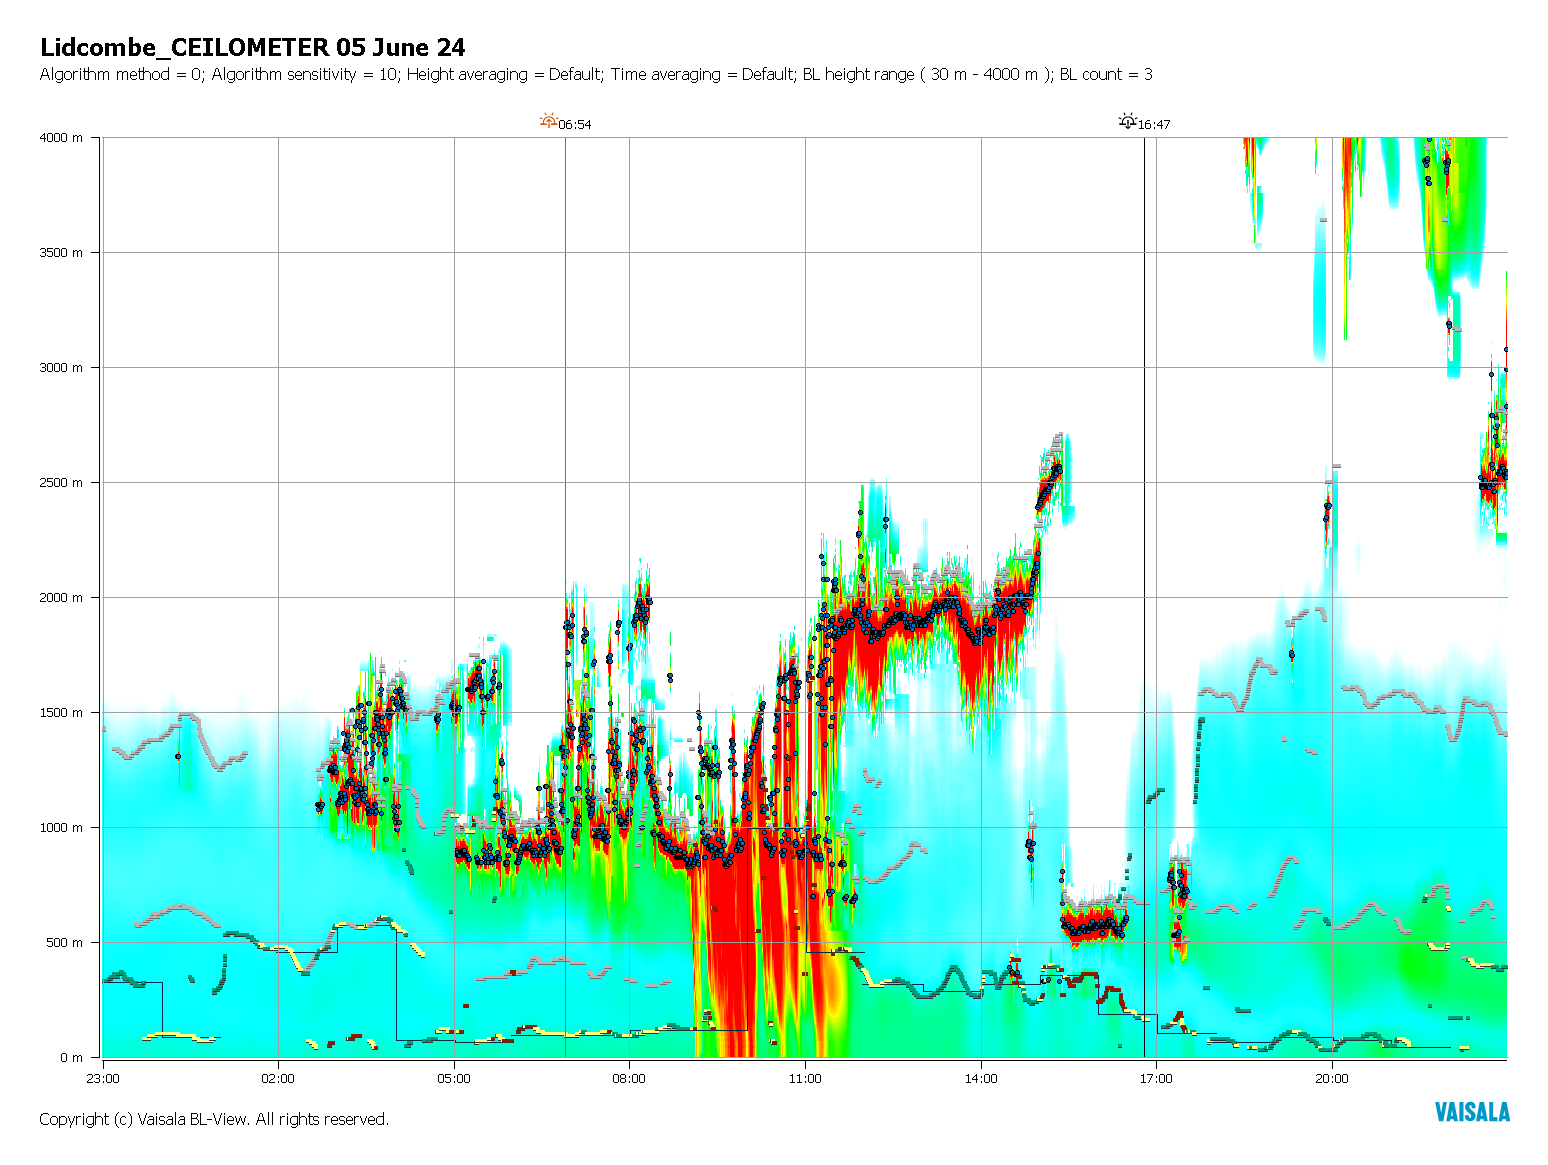 Lidcombe_CEILOMETER 05 June 24
Algorithm method = 0; Algorithm sensitivity = 10; Height averaging = Default; Time averaging = Default; BL height range ( 30 m - 4000 m ); BL count = 3
06:54
16:47
4000 m
3500 m
3000 m
2500 m
2000 m
1500 m
1000 m
500 m
0 m
23:00
02:00
05:00
08:00
11:00
14:00
17:00
20:00
Copyright (c) Vaisala BL-View. All rights reserved.
VAISALA